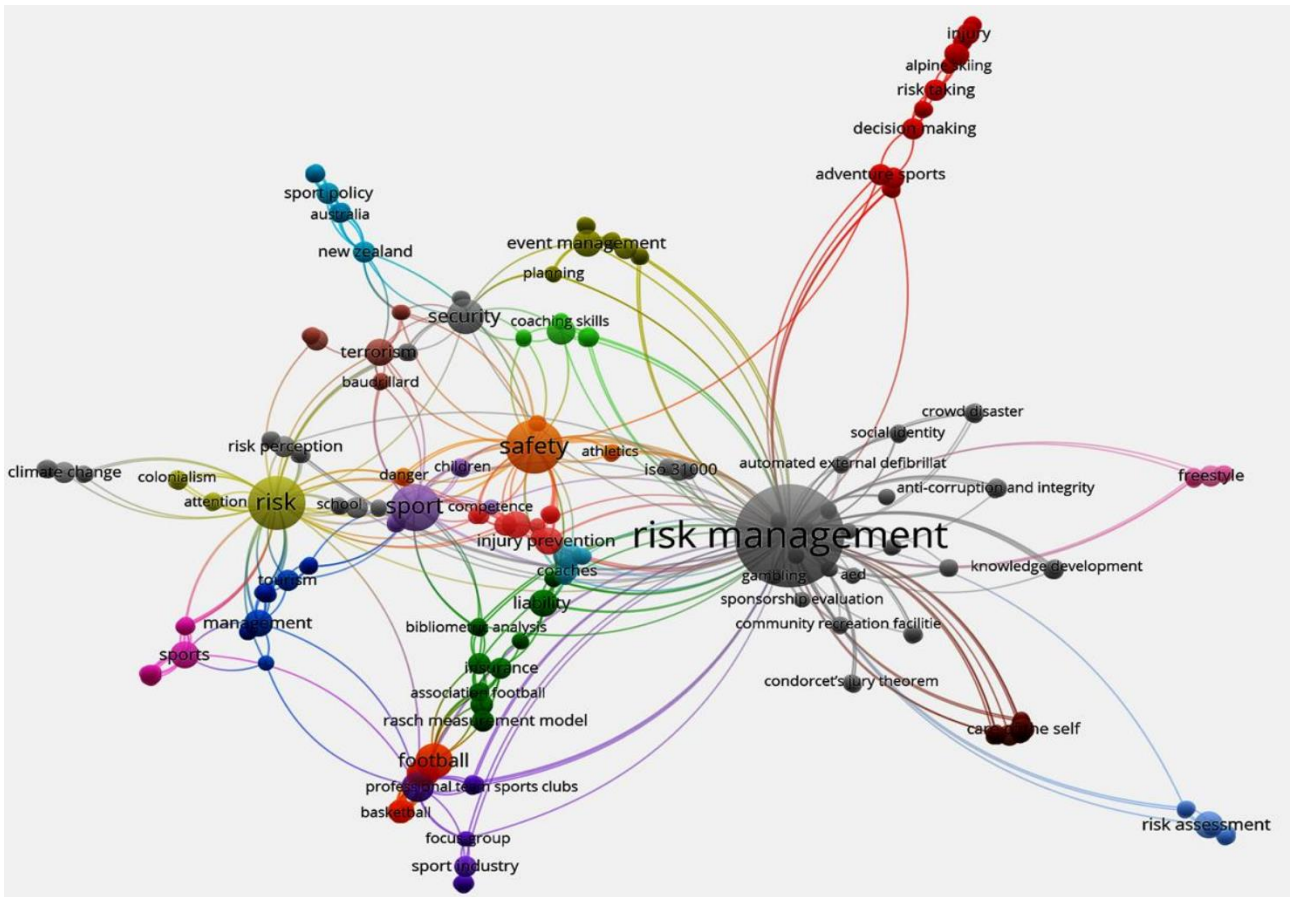 injury
alpine skiing
risk taking
decision making
adventure sports
sport policy
australia
new zealand
event management
planning
security
coaching skills
terrorism
baudrillard
crowd disaster
social identity
risk perception
safety
athletics
climate change
colonialism
danger
children
iso 31000
automated external defibrillat
freestyle
attention
risk
school
sport
competence
anti-corruption and integrity
risk management
injury prevention
coaches
gambling
aed
knowledge development
tourism
liability
sponsorship evaluation
management
bibliometric analysis
community recreation facilitie
sports
insurance
condorcet's jury theorem
association football
rasch measurement model
care of the self
football
professional team sports clubs
basketball
risk assessment
focus group
sport industry